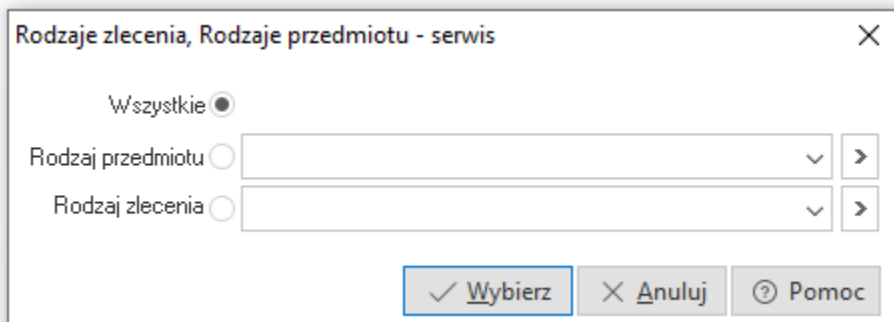 Rodzaje zlecenia, Rodzaje przedmiotu - serwis
Wszystkie
Rodzaj przedmiotu
Rodzaj zlecenia
Wybierz Anuluj Pomoc